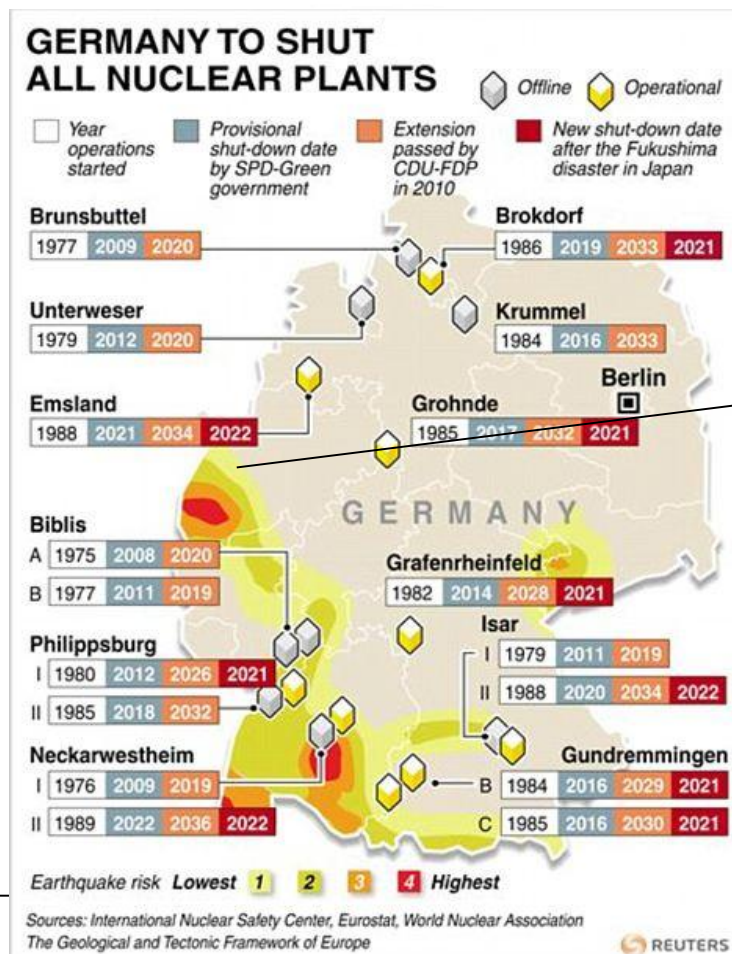 GERMANY TO SHUT
ALL NUCLEAR PLANTS
Offline
Operational
Year
operations
started
Provisional
shut-down date
by SPD-Green
government
Extension
passed by
CDU-FDP
in 2010
New shut-down date
after the Fukushima
disaster in Japan
Brunsbuttel
1977 2009 2020
Brokdorf
1986 2019 2033 2021
Unterweser
1979 2012 2020
Krummel
1984 2016 2033
Berlin
Emsland
1988 2021 2034 2022
Grohnde
1985 2017 2032 2021
GERMANY
Biblis
A 1975 2008 2020
B 1977 2011 2019
Grafenrheinfeld
1982 2014 2028 2021
Isar
I 1979 2011 2019
II 1988 2020 2034 2022
Philippsburg
I 1980 2012 2026 2021
II 1985 2018 2032
Neckarwestheim
I 1976 2009 2019
II 1989 2022 2036 2022
Gundremmingen
B 1984 2016 2029 2021
C 1985 2016 2030 2021
Earthquake risk Lowest 1 2 3 4 Highest
Sources: International Nuclear Safety Center, Eurostat, World Nuclear Association
The Geological and Tectonic Framework of Europe
REUTERS